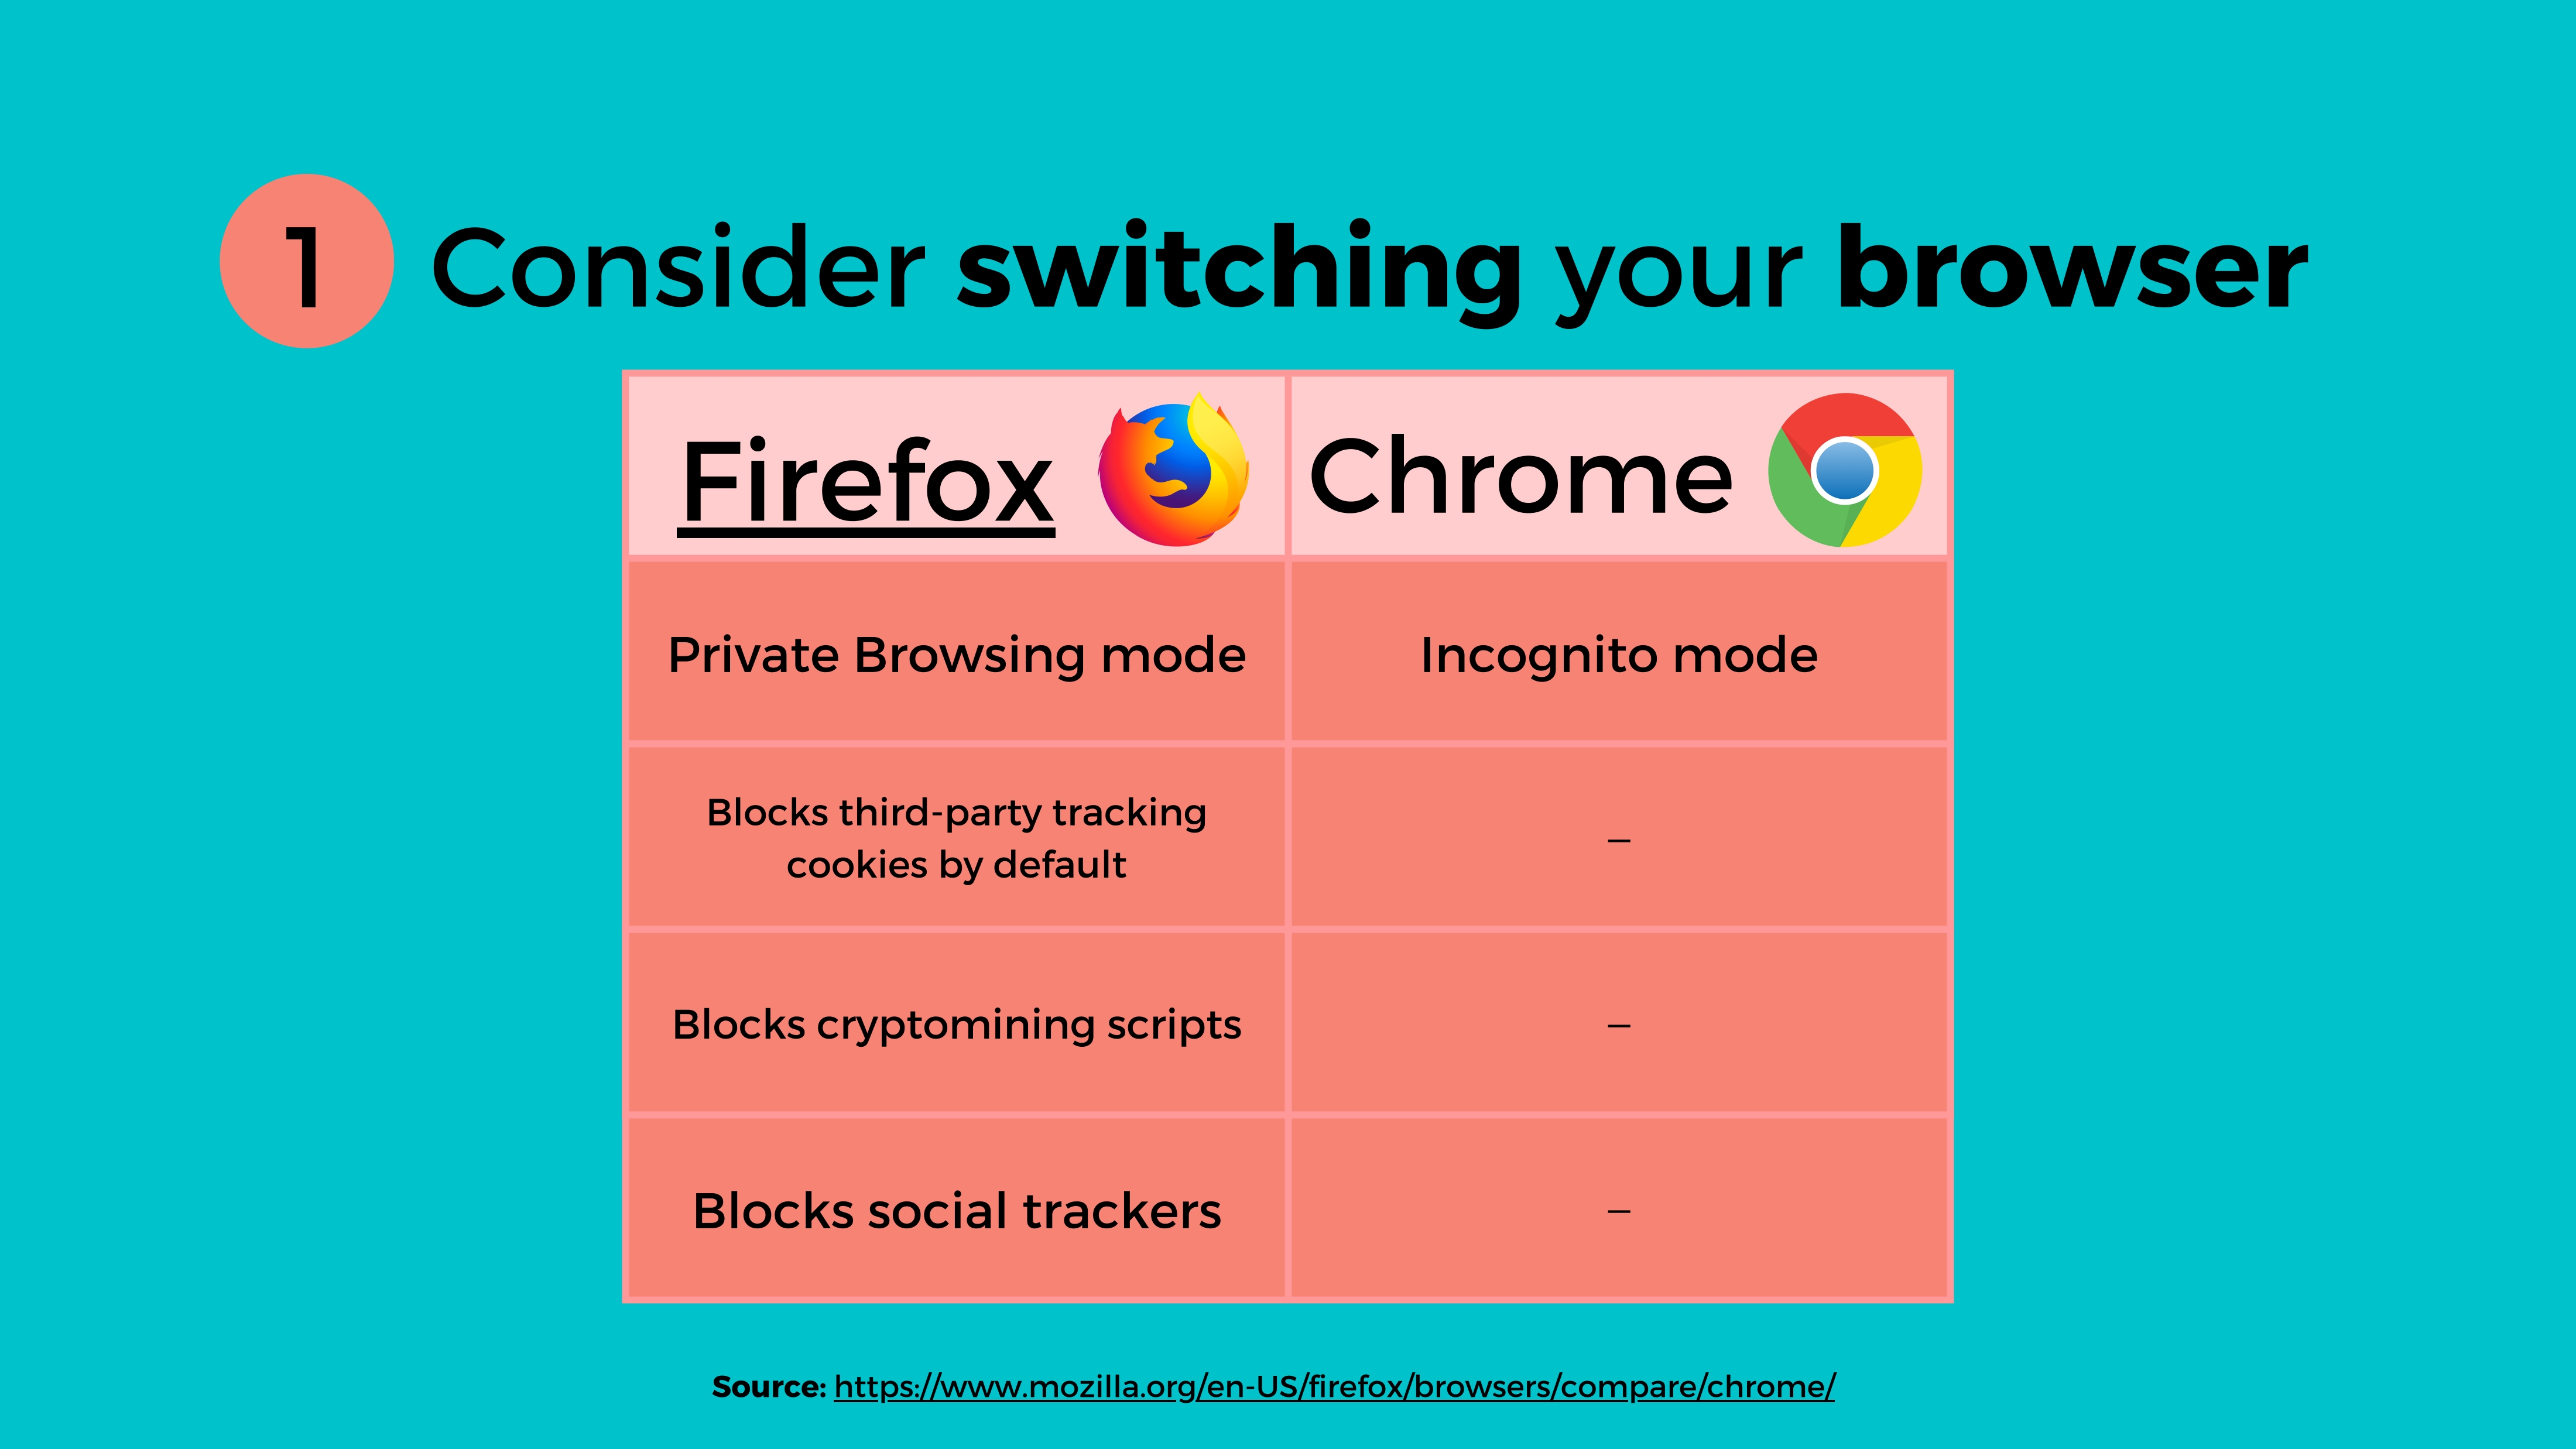 1 Consider switching your browser
Firefox Chrome
Private Browsing mode Incognito mode
Blocks third-party tracking
cookies by default –
Blocks cryptomining scripts –
Blocks social trackers –
Source: https://www.mozilla.org/en-US/firefox/browsers/compare/chrome/